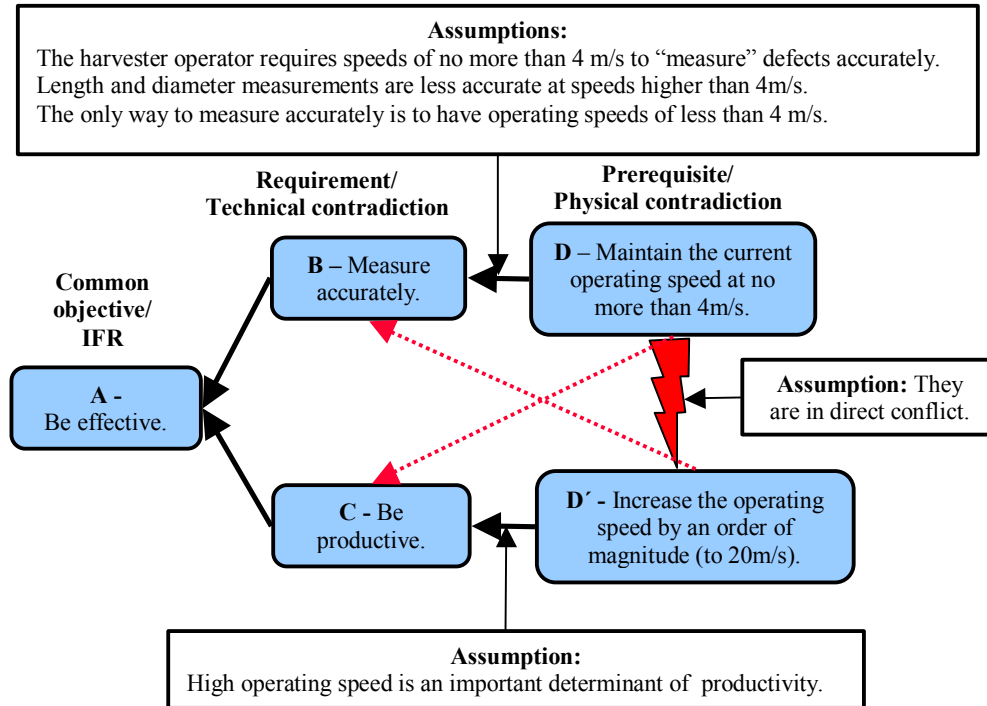 Assumptions:
The harvester operator requires speeds of no more than 4 m/s to “measure” defects accurately.
Length and diameter measurements are less accurate at speeds higher than 4m/s.
The only way to measure accurately is to have operating speeds of less than 4 m/s.
Requirement/
Technical contradiction
Prerequisite/
Physical contradiction
Common
objective/
IFR
B – Measure
accurately.
D – Maintain the current
operating speed at no
more than 4m/s.
A -
Be effective.
Assumption: They
are in direct conflict.
C - Be
productive.
D´ - Increase the operating
speed by an order of
magnitude (to 20m/s).
Assumption:
High operating speed is an important determinant of productivity.